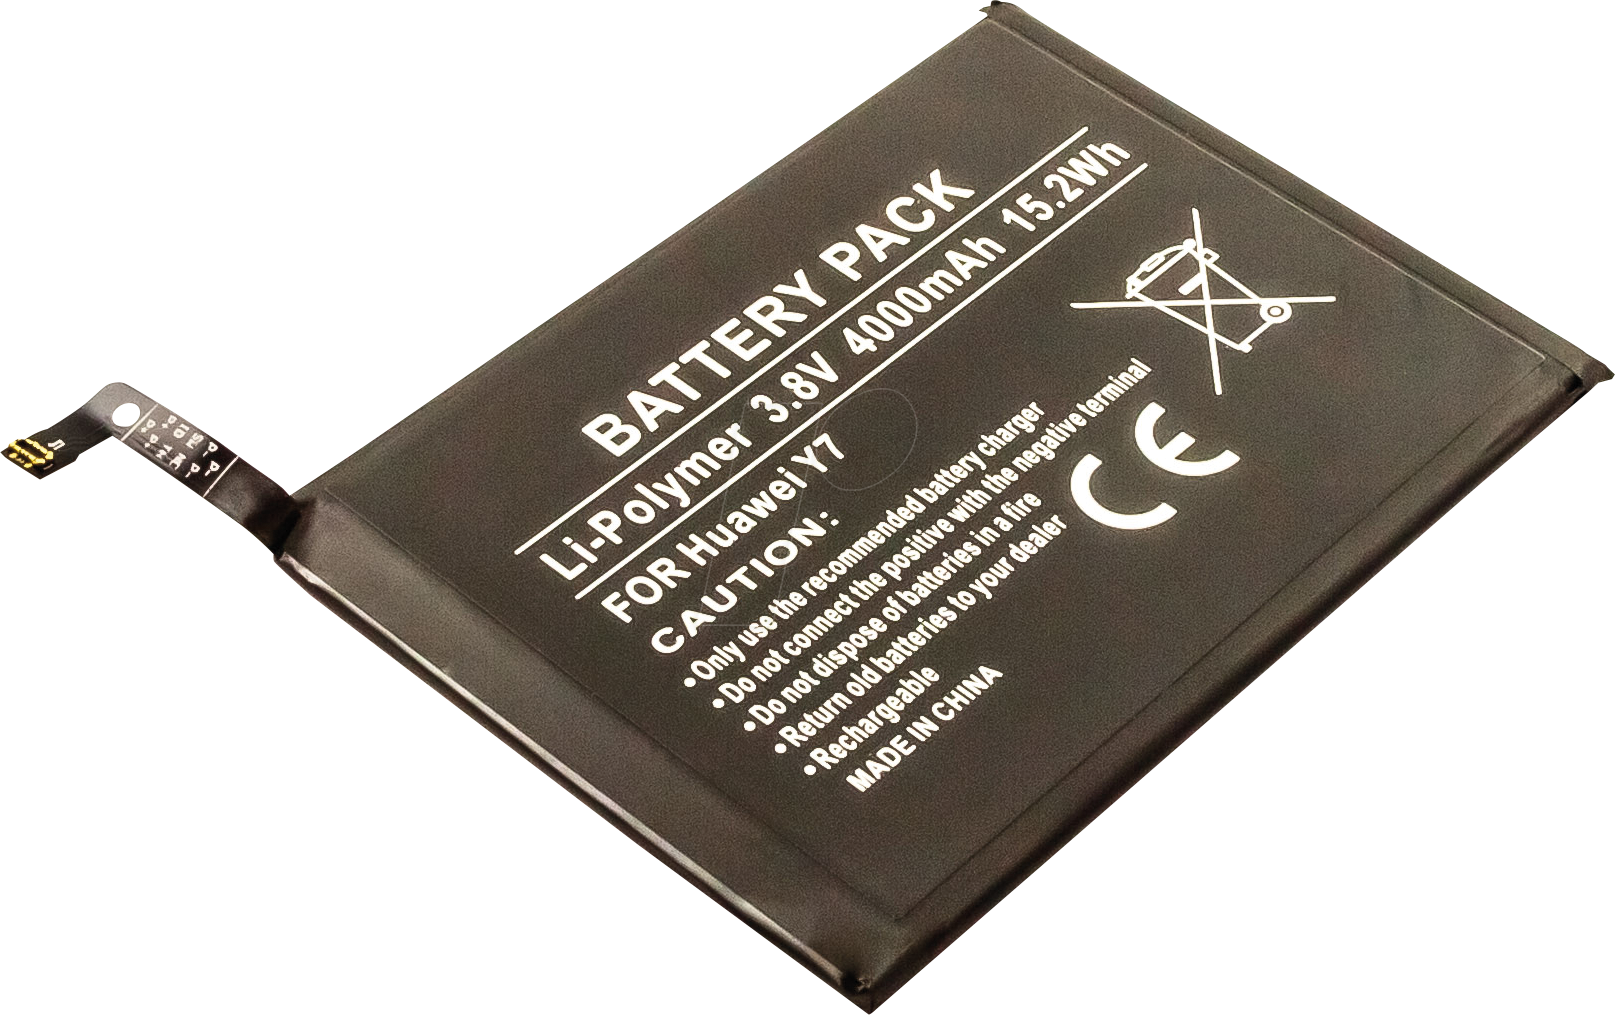 BATTERY PACK
Li-Polymer 3.8V 4000mAh 15.2Wh
FOR Huawei Y7
CAUTION:
•Only use the recommended battery charger
•Do not connect the positive with the negative terminal
•Do not dispose of batteries in a fire
•Return old batteries to your dealer
•Rechargeable
MADE IN CHINA
CE
J1